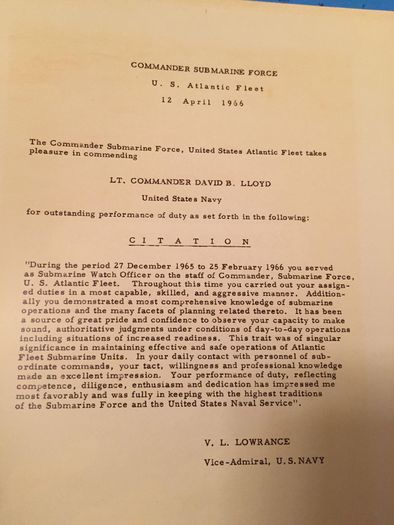 COMMANDER SUBMARINE FORCE
U. S. Atlantic Fleet
12 April 1966
The Commander Submarine Force, United States Atlantic Fleet takes
pleasure in commending
LT. COMMANDER DAVID B. LLOYD
United States Navy
for outstanding performance of duty as set forth in the following:
C I T A T I O N
"During the period 27 December 1965 to 25 February 1966 you served
as Submarine Watch Officer on the staff of Commander, Submarine Force,
U. S. Atlantic Fleet. Throughout this time you carried out your assign-
ed duties in a most capable, skilled, and aggressive manner. Addition-
ally you demonstrated a most comprehensive knowledge of submarine
operations and the many facets of planning related thereto. It has been
a source of great pride and confidence to observe your capacity to make
sound, authoritative judgments under conditions of day-to-day operations
including situations of increased readiness. This trait was of singular
significance in maintaining effective and safe operations of Atlantic
Fleet Submarine Units. In your daily contact with personnel of sub-
ordinate commands, your tact, willingness and professional knowledge
made an excellent impression. Your performance of duty, reflecting
competence, diligence, enthusiasm and dedication has impressed me
most favorably and was fully in keeping with the highest traditions
of the Submarine Force and the United States Naval Service".
V. L. LOWRANCE
Vice-Admiral, U.S. NAVY